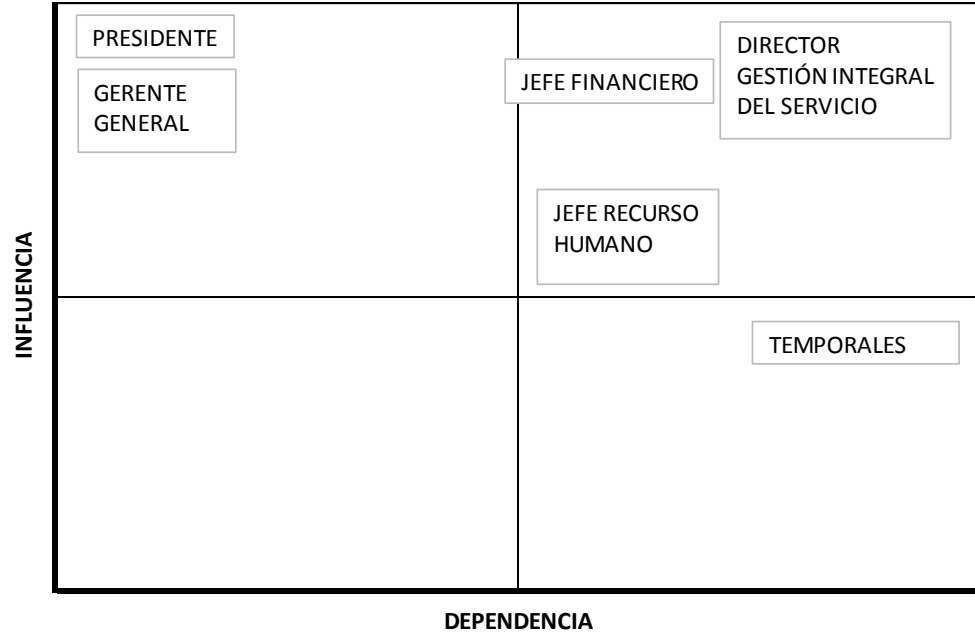 PRESIDENTE
GERENTE
GENERAL
JEFE FINANCIERO
DIRECTOR
GESTIÓN INTEGRAL
DEL SERVICIO
JEFE RECURSO
HUMANO
TEMPORALES
INFLUENCIA
DEPENDENCIA